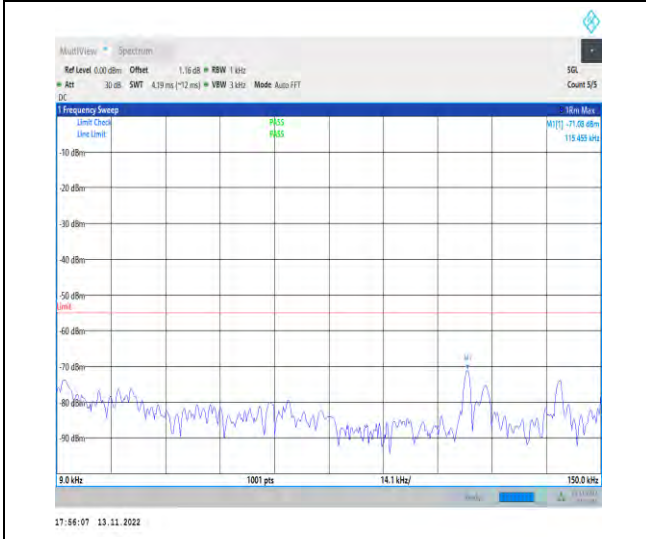 MultiView Spectrum
Ref Level 0.00 dBm Offset 1.16 dB RBW 1 kHz SGL
Att 30 dB SWT 4.19 ms (~12 ms) VBW 3 kHz Mode Auto FFT Count 5/5
DC
1 Frequency Sweep 1Rm Max
Limit Check PASS M1[1] -71.03 dBm
Line Limit PASS 115.455 kHz
-10 dBm
-20 dBm
-30 dBm
-40 dBm
-50 dBm
Limit
-60 dBm
M1
-70 dBm
-80 dBm
-90 dBm
9.0 kHz 1001 pts 14.1 kHz/ 150.0 kHz
Ready
17:56:07 13.11.2022